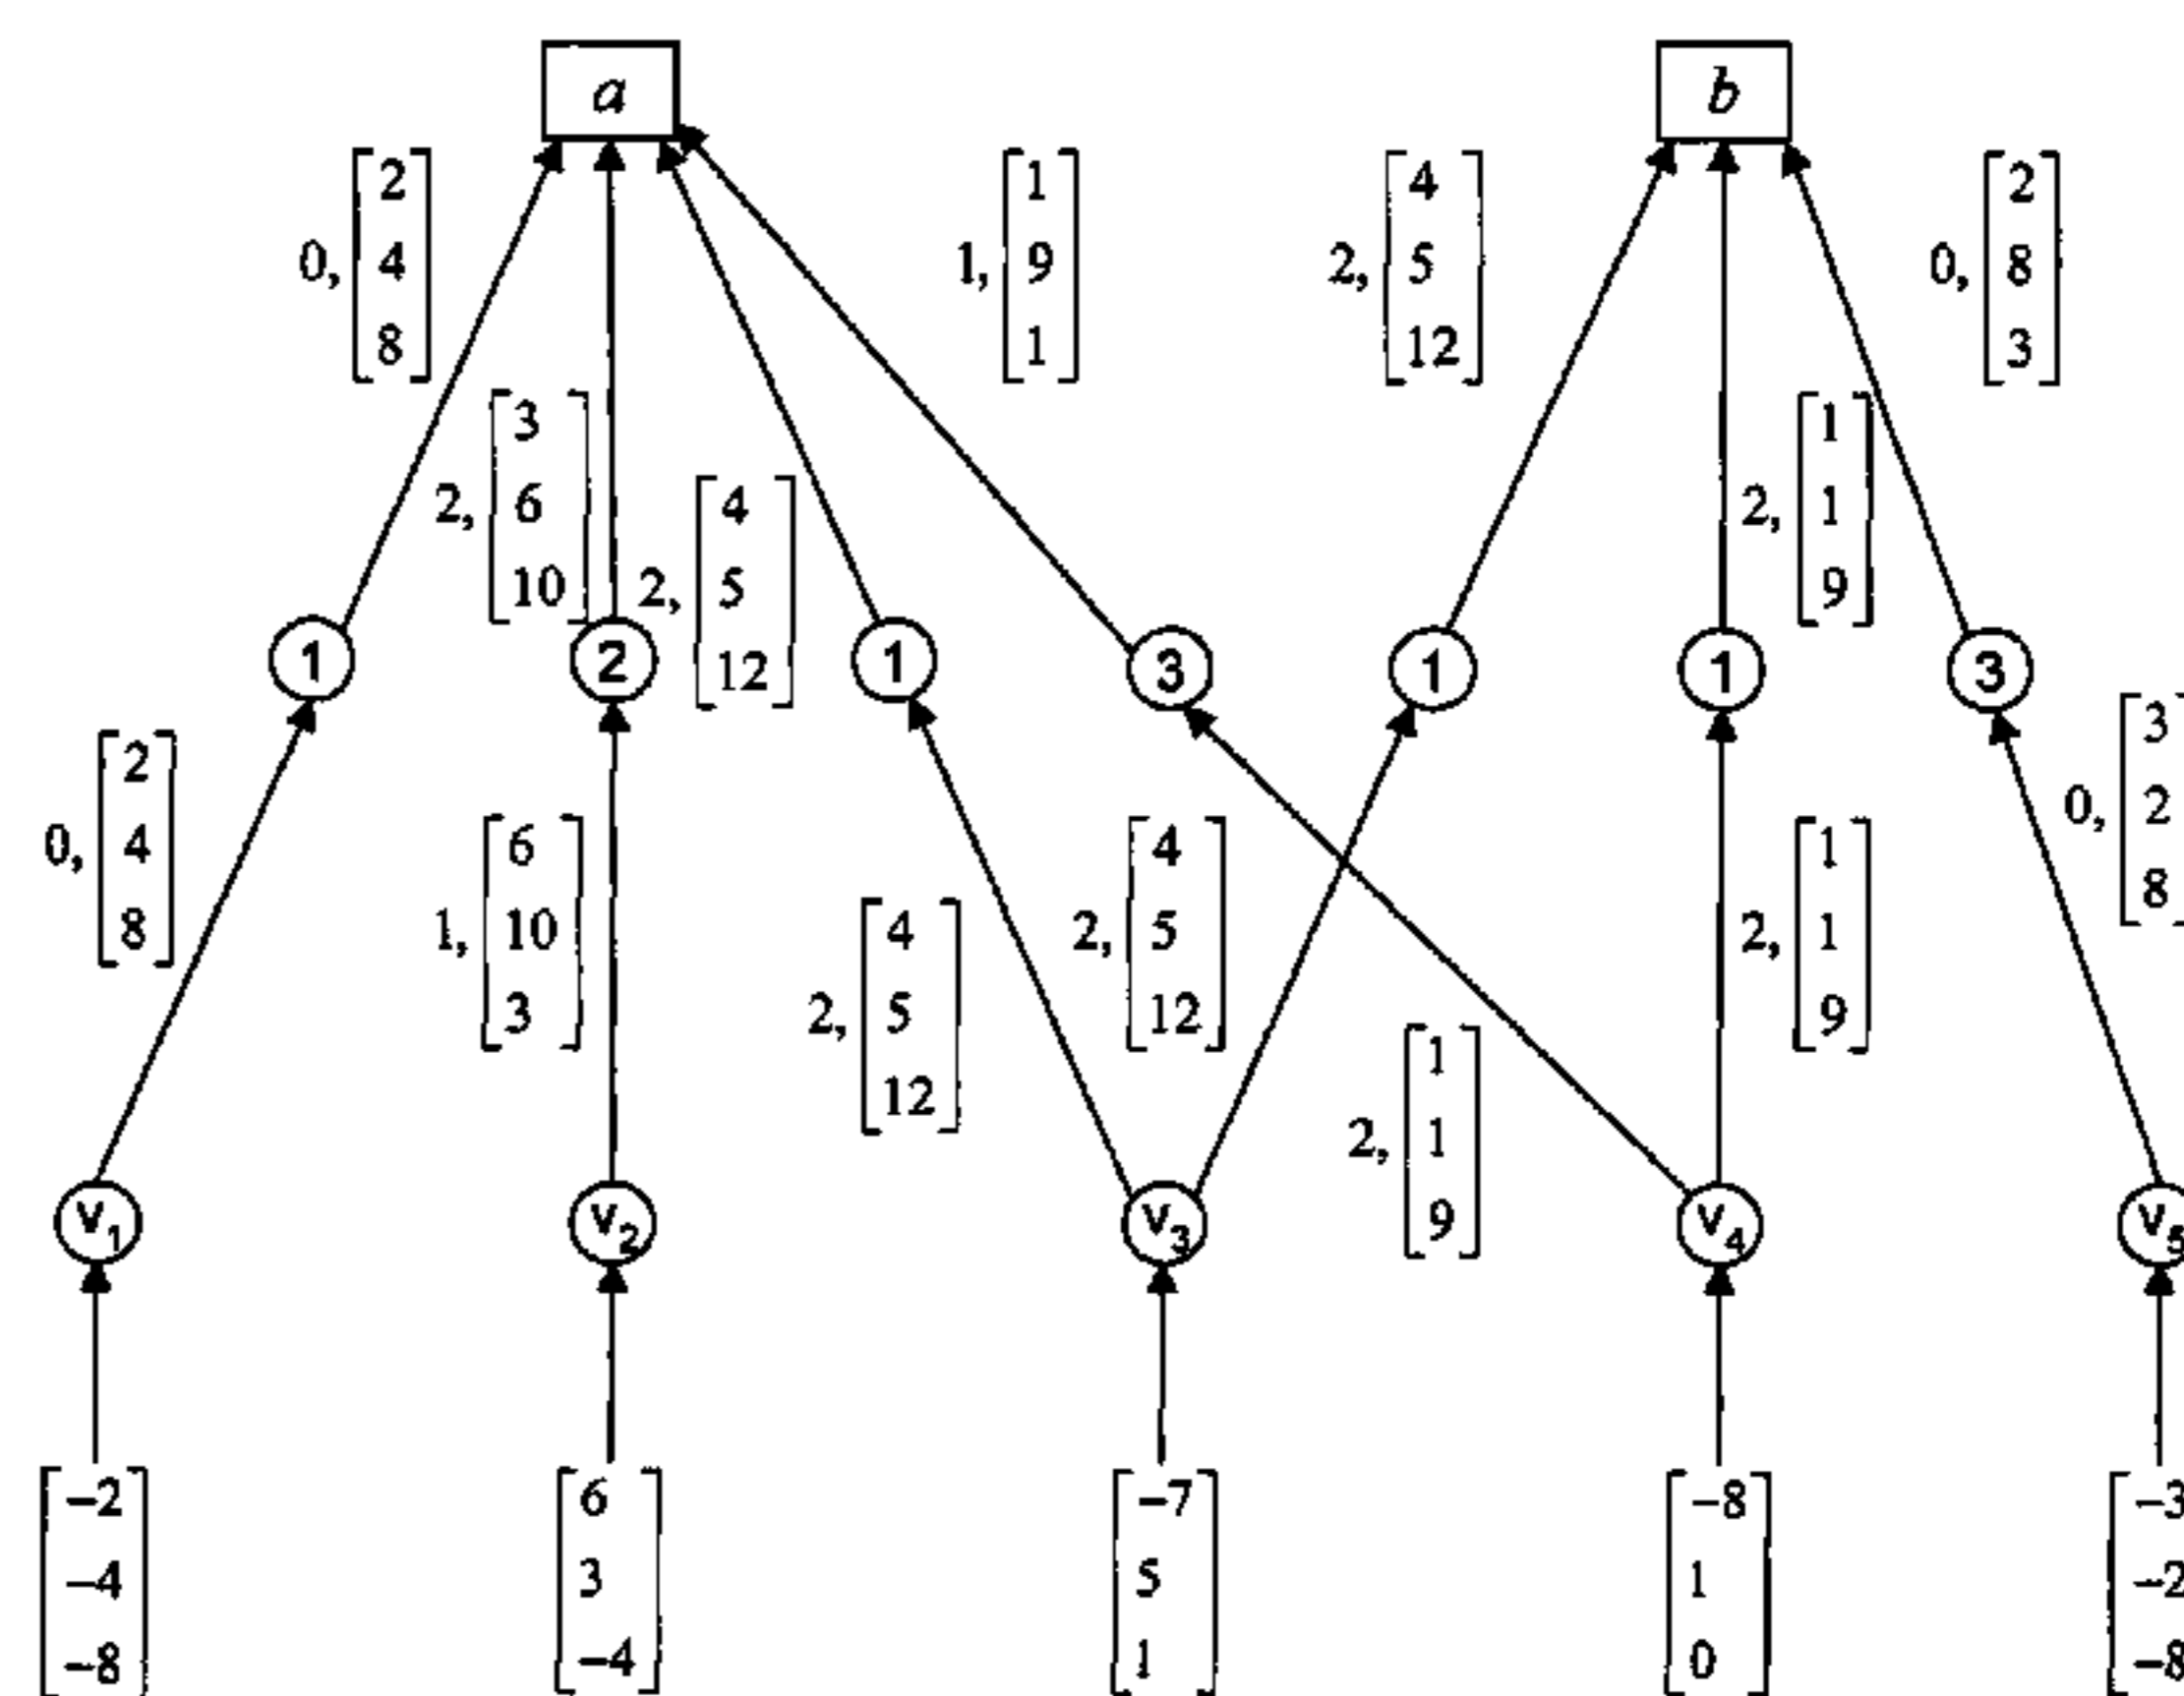 a b
0, [2 4 8]
1, [1 9 1]
2, [4 5 12]
0, [2 8 3]
2, [3 6 10]
2, [4 5 12]
2, [1 1 9]
1 2 1 3 1 1 3
0, [2 4 8]
1, [6 10 3]
2, [4 5 12]
2, [4 5 12]
2, [1 1 9]
2, [1 1 9]
0, [3 2 8]
v1 v2 v3 v4 v5
[-2 -4 -8]
[6 3 -4]
[-7 5 1]
[-8 1 0]
[-3 -2 -8]